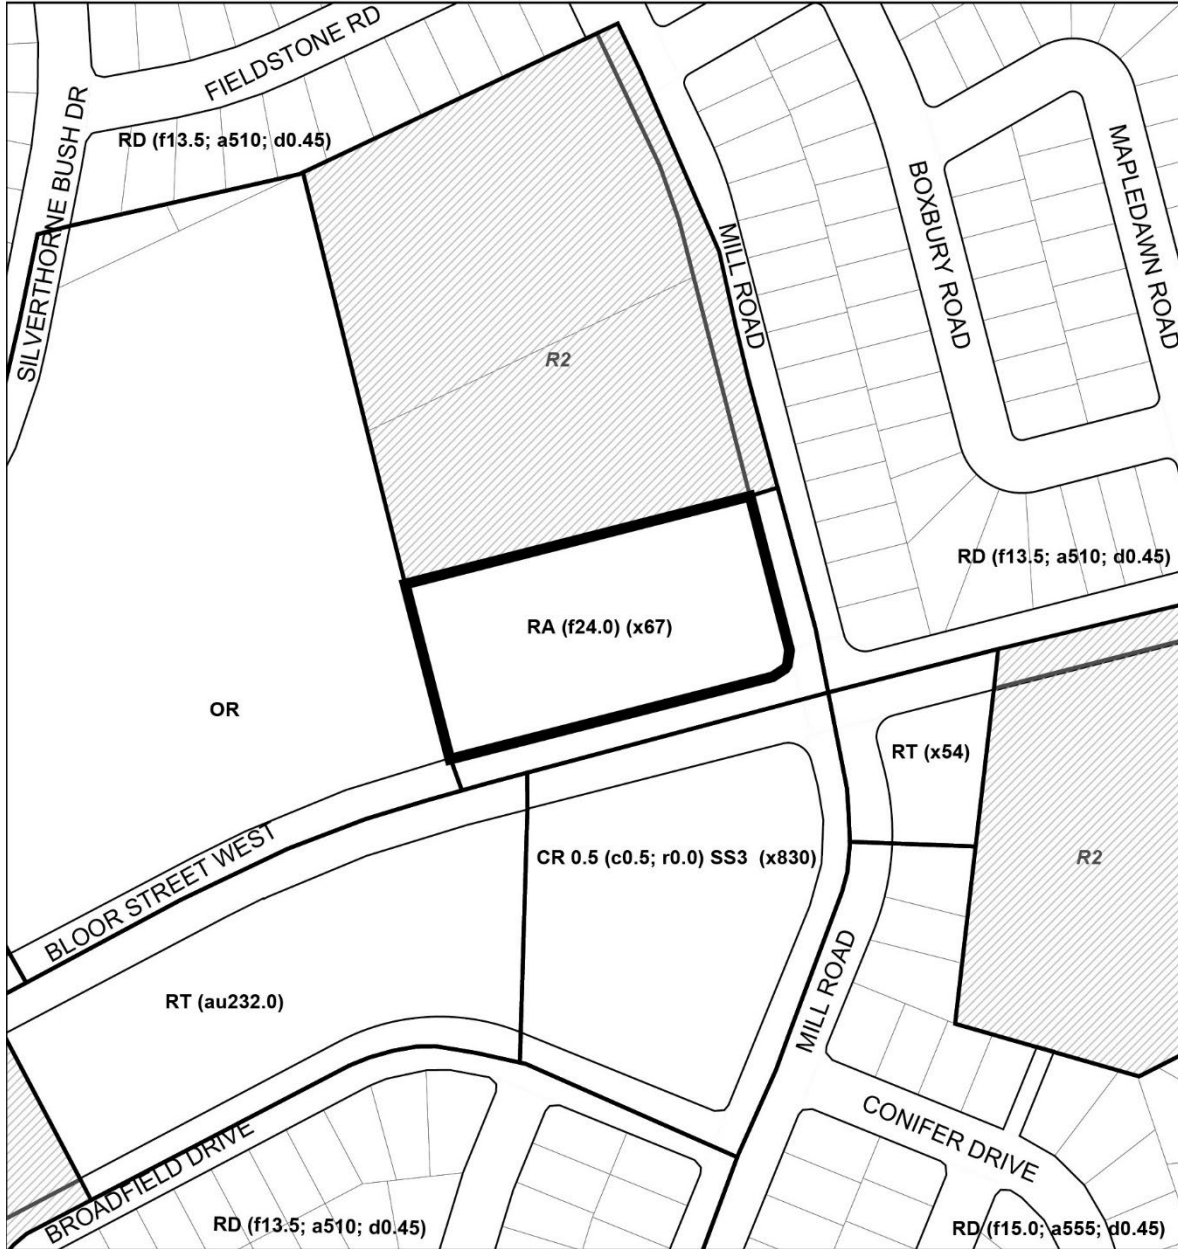 FIELDSTONE RD
RD (f13.5; a510; d0.45)
SILVERTHORNE BUSH DR
MILL ROAD
BOXBURY ROAD
MAPLEDAWN ROAD
R2
RD (f13.5; a510; d0.45)
RA (f24.0) (x67)
OR
RT (x54)
BLOOR STREET WEST
CR 0.5 (c0.5; r0.0) SS3 (x830)
R2
RT (au232.0)
MILL ROAD
CONIFER DRIVE
BROADFIELD DRIVE
RD (f13.5; a510; d0.45)
RD (f15.0; a555; d0.45)